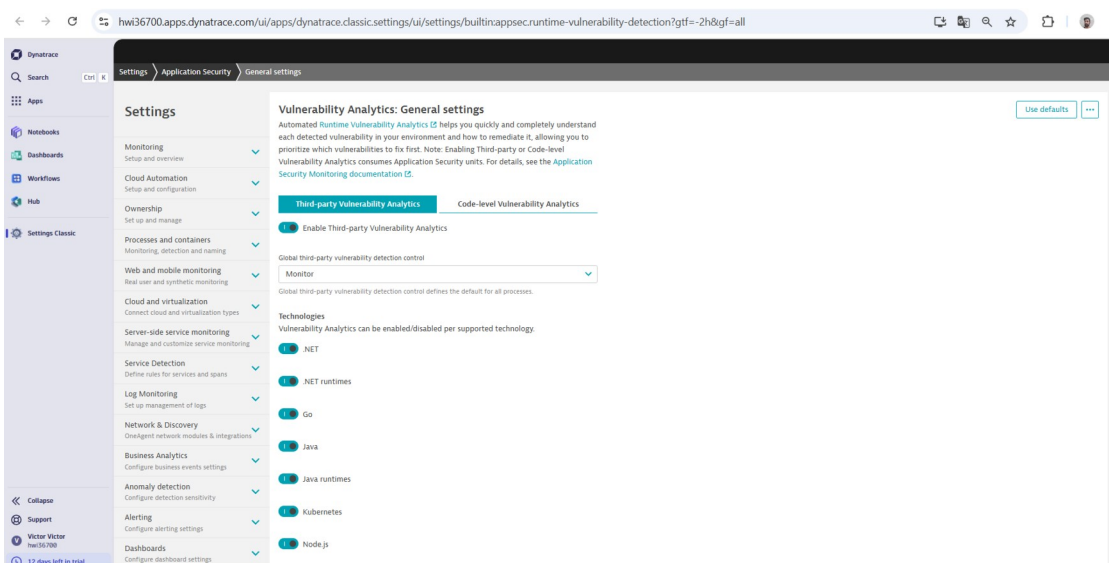 hwi36700.apps.dynatrace.com/ui/apps/dynatrace.classic.settings/ui/settings/builtin:appsec.runtime-vulnerability-detection?gtf=-2h&gf=all
Dynatrace
Search Ctrl K
Apps
Notebooks
Dashboards
Workflows
Hub
Settings Classic
Collapse
Support
V
Victor Victor
hwi36700
12 days left in trial
Settings
Application Security
General settings
Settings
Monitoring
Setup and overview
Cloud Automation
Setup and configuration
Ownership
Set up and manage
Processes and containers
Monitoring, detection and naming
Web and mobile monitoring
Real user and synthetic monitoring
Cloud and virtualization
Connect cloud and virtualization types
Server-side service monitoring
Manage and customize service monitoring
Service Detection
Define rules for services and spans
Log Monitoring
Set up management of logs
Network & Discovery
OneAgent network modules & integrations
Business Analytics
Configure business events settings
Anomaly detection
Configure detection sensitivity
Alerting
Configure alerting settings
Dashboards
Configure dashboard settings
Vulnerability Analytics: General settings
Automated Runtime Vulnerability Analytics helps you quickly and completely understand
each detected vulnerability in your environment and how to remediate it, allowing you to
prioritize which vulnerabilities to fix first. Note: Enabling Third-party or Code-level
Vulnerability Analytics consumes Application Security units. For details, see the Application
Security Monitoring documentation.
Use defaults
Third-party Vulnerability Analytics
Code-level Vulnerability Analytics
Enable Third-party Vulnerability Analytics
Global third-party vulnerability detection control
Monitor
Global third-party vulnerability detection control defines the default for all processes.
Technologies
Vulnerability Analytics can be enabled/disabled per supported technology.
.NET
.NET runtimes
Go
Java
Java runtimes
Kubernetes
Node.js